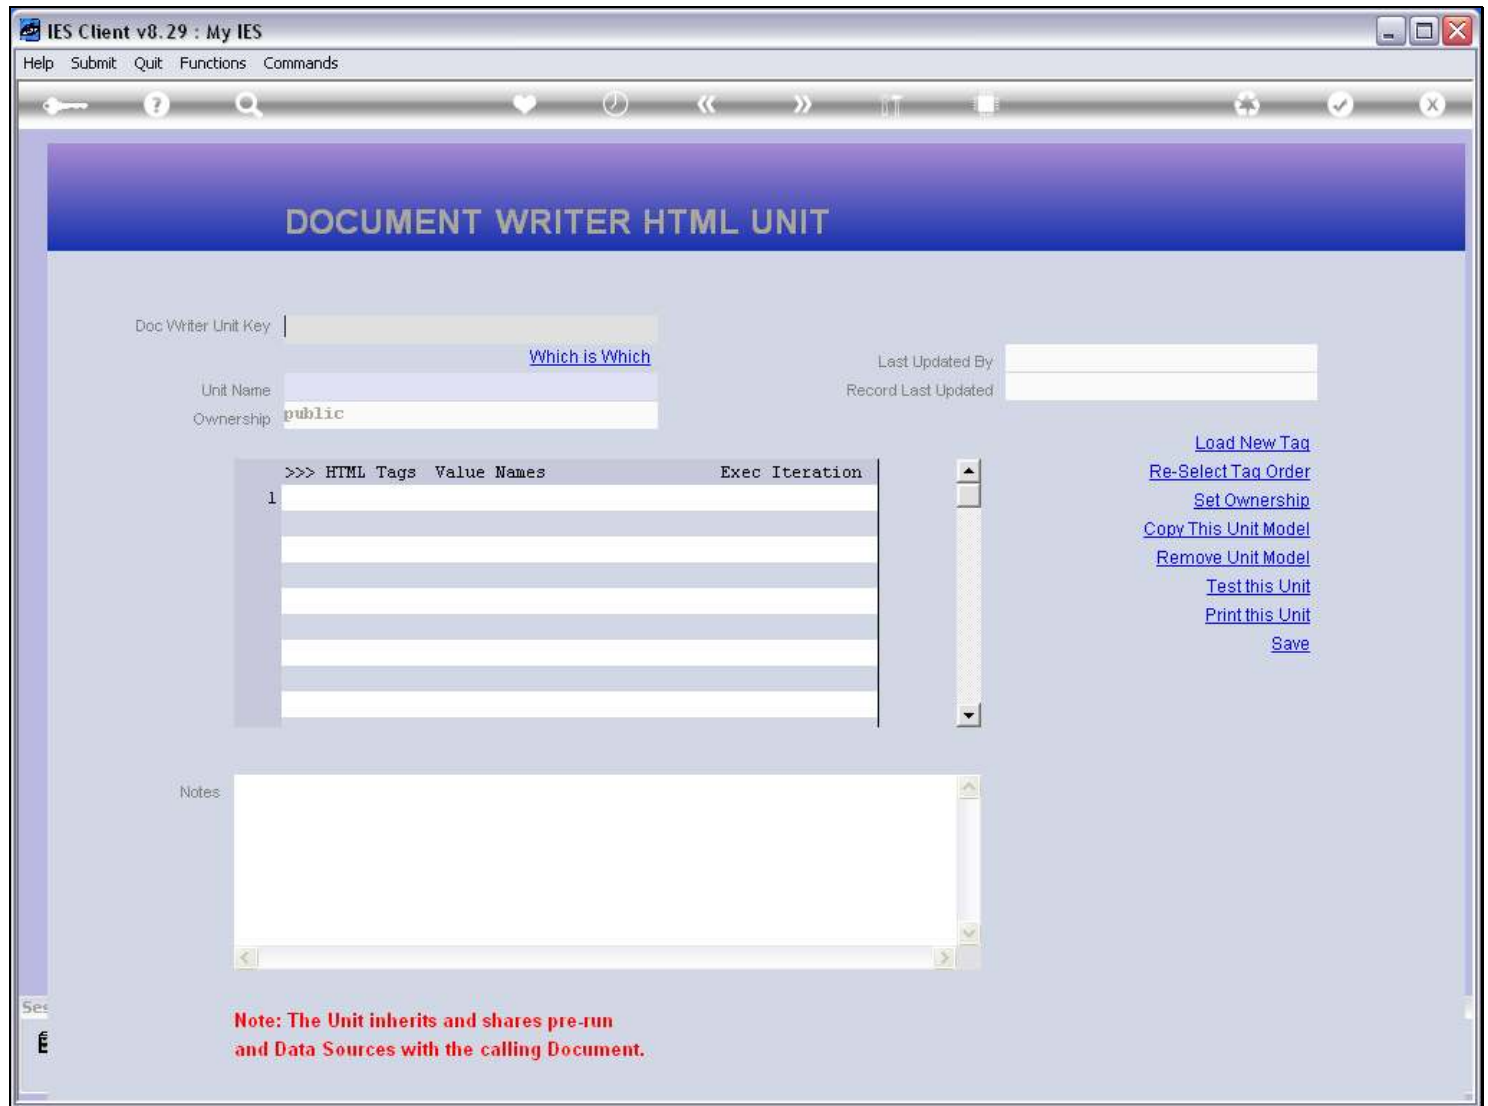 IES Client v8.29 : My IES
Help Submit Quit Functions Commands
DOCUMENT WRITER HTML UNIT
Doc Writer Unit Key
Which is Which
Last Updated By
Unit Name
Record Last Updated
Ownership public
Load New Tag
>>> HTML Tags Value Names Exec Iteration
Re-Select Tag Order
1
Set Ownership
Copy This Unit Model
Remove Unit Model
Test this Unit
Print this Unit
Save
Notes
Note: The Unit inherits and shares pre-run
and Data Sources with the calling Document.